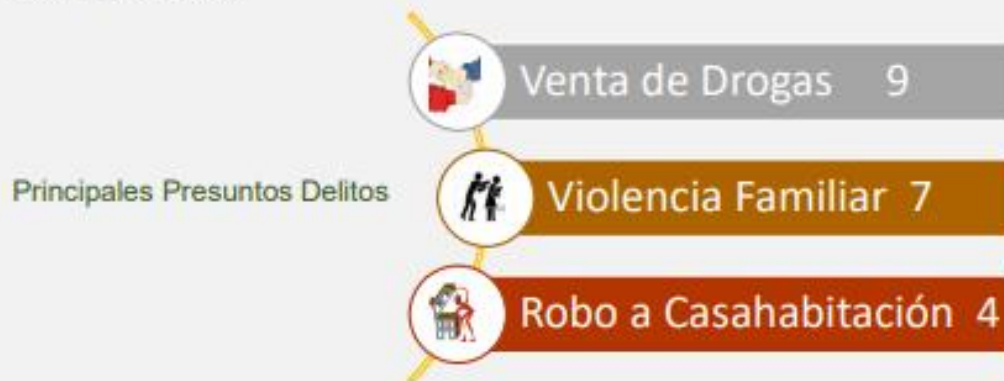 Venta de Drogas 9
Principales Presuntos Delitos
Violencia Familiar 7
Robo a Casahabitación 4